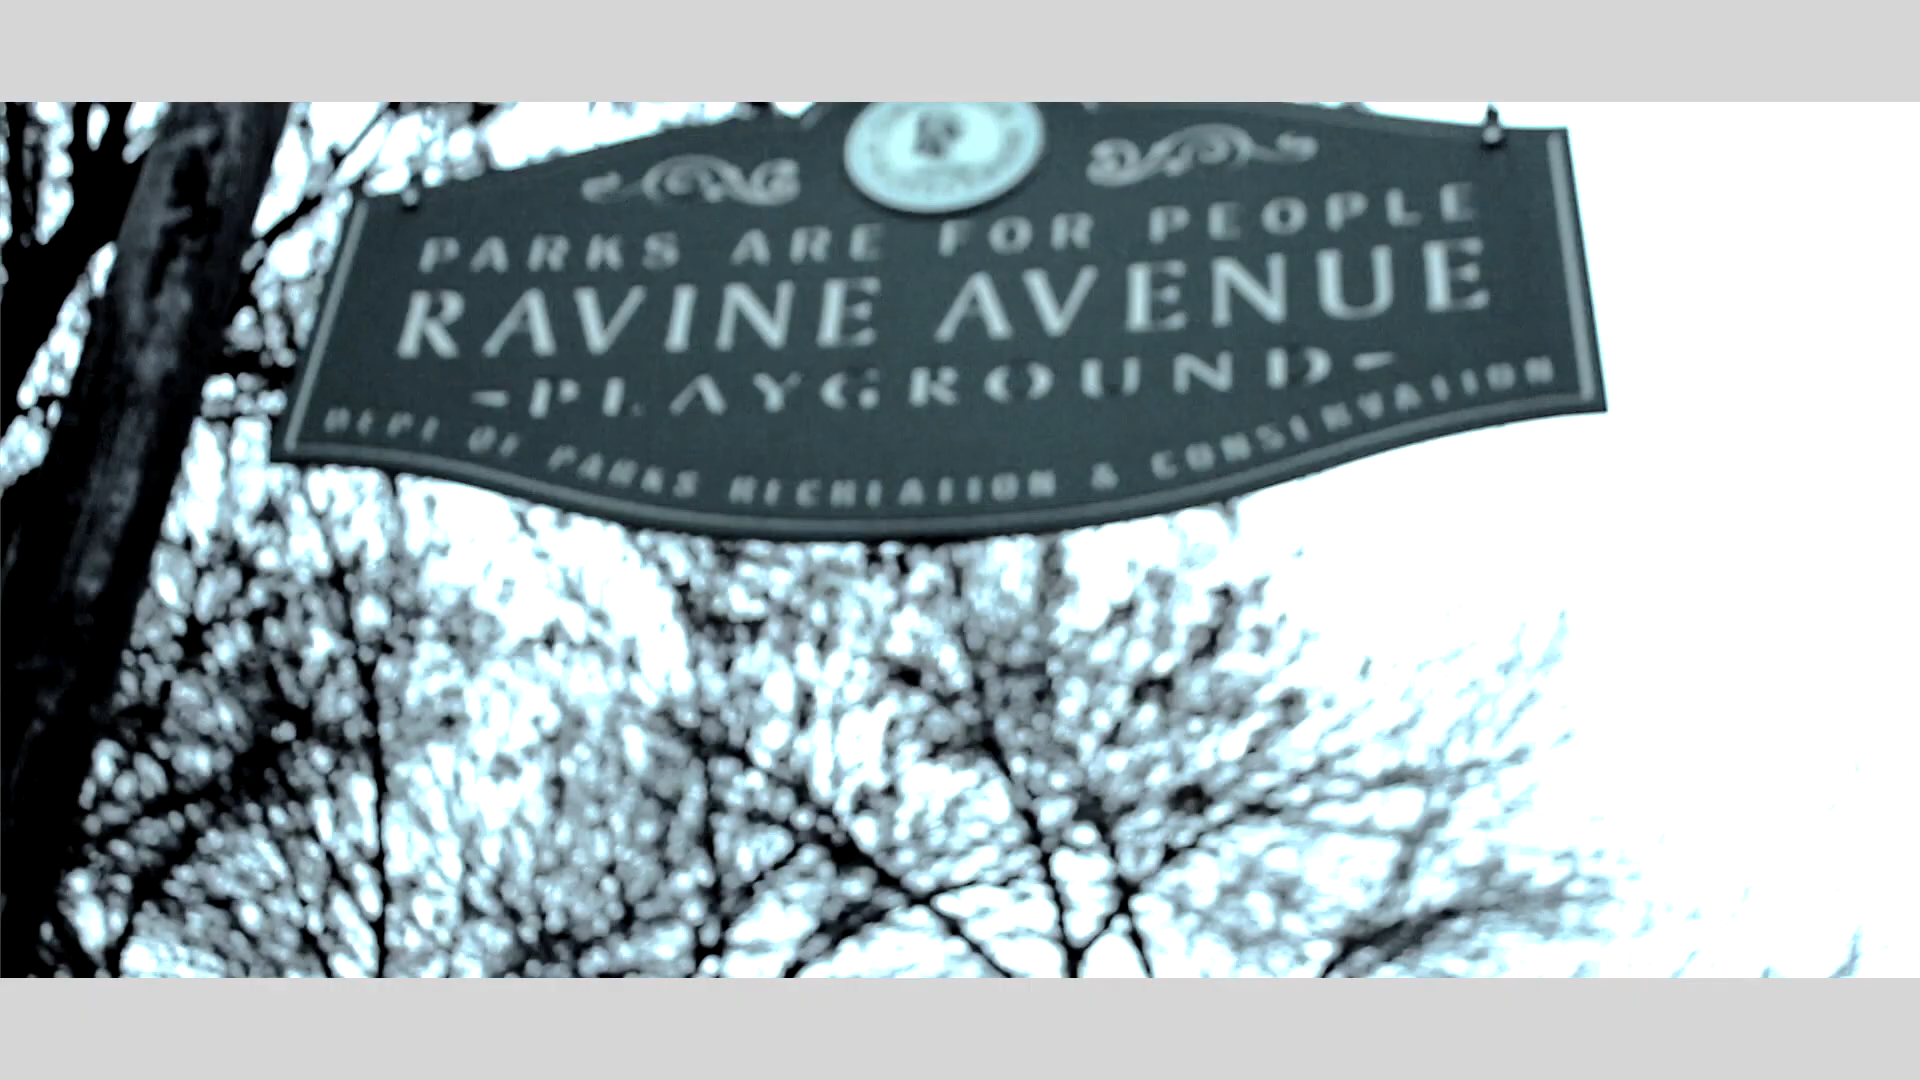 PARKS ARE FOR PEOPLE
RAVINE AVENUE
-PLAYGROUND-
DEPT OF PARKS RECREATION & CONSERVATION